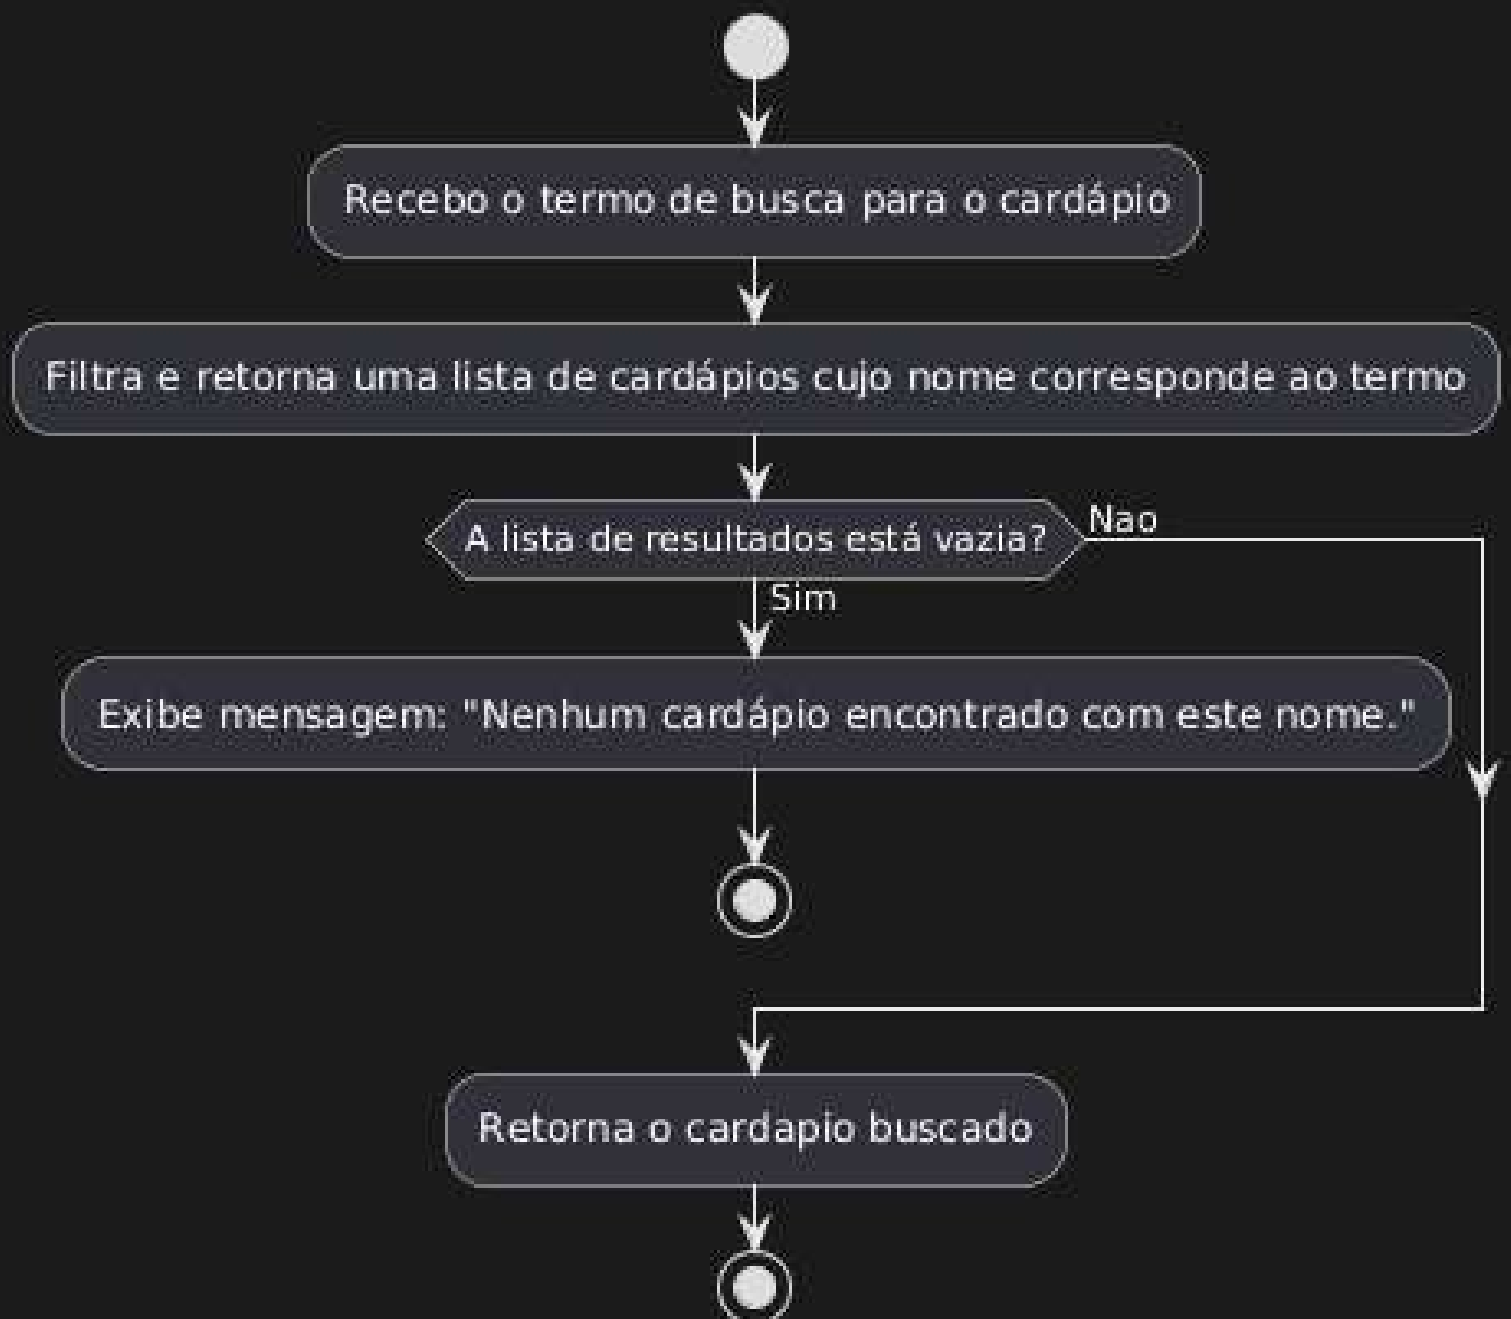 Recebo o termo de busca para o cardápio
Filtra e retorna uma lista de cardápios cujo nome corresponde ao termo
A lista de resultados está vazia?
Nao
Sim
Exibe mensagem: "Nenhum cardápio encontrado com este nome."
Retorna o cardapio buscado